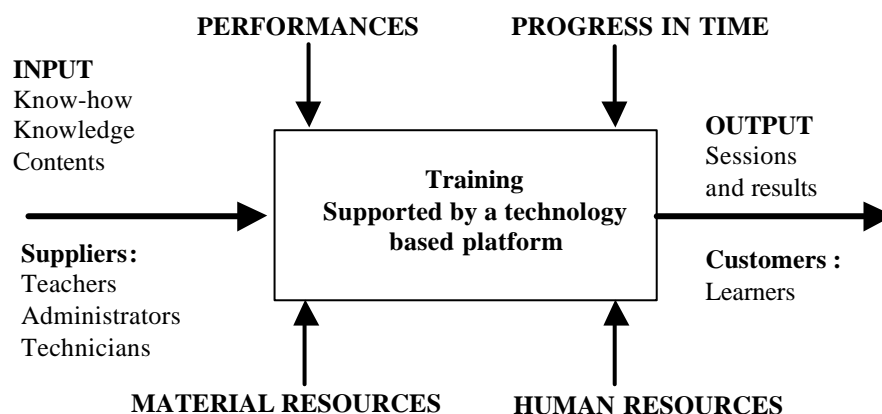 PERFORMANCES
PROGRESS IN TIME
INPUT
Know-how
Knowledge
Contents
OUTPUT
Sessions
and results
Training
Supported by a technology
based platform
Suppliers:
Teachers
Administrators
Technicians
Customers :
Learners
MATERIAL RESOURCES
HUMAN RESOURCES